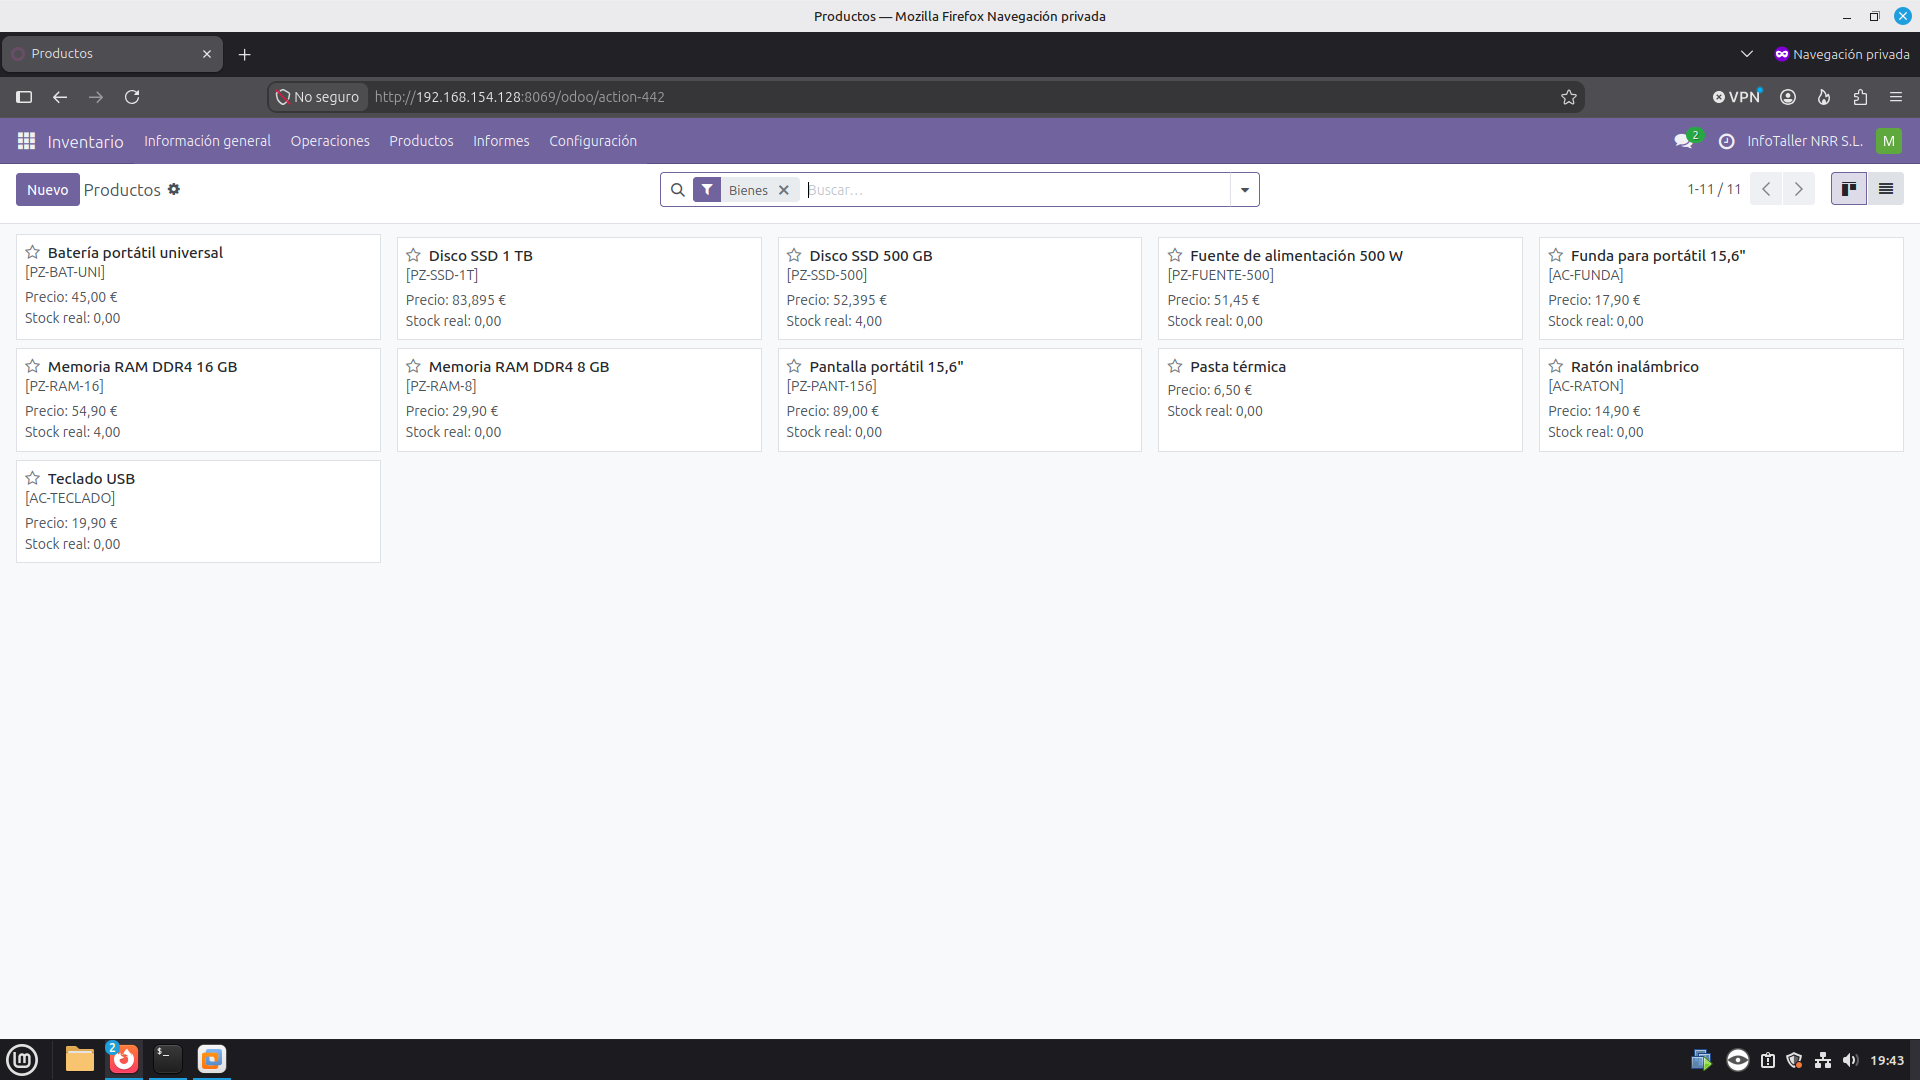 Productos — Mozilla Firefox Navegación privada
Productos
Navegación privada
No seguro
http://192.168.154.128:8069/odoo/action-442
VPN
Inventario
Información general
Operaciones
Productos
Informes
Configuración
2
InfoTaller NRR S.L.
M
Nuevo
Productos
Bienes
Buscar...
1-11 / 11
Batería portátil universal
[PZ-BAT-UNI]
Precio: 45,00 €
Stock real: 0,00
Disco SSD 1 TB
[PZ-SSD-1T]
Precio: 83,895 €
Stock real: 0,00
Disco SSD 500 GB
[PZ-SSD-500]
Precio: 52,395 €
Stock real: 4,00
Fuente de alimentación 500 W
[PZ-FUENTE-500]
Precio: 51,45 €
Stock real: 0,00
Funda para portátil 15,6"
[AC-FUNDA]
Precio: 17,90 €
Stock real: 0,00
Memoria RAM DDR4 16 GB
[PZ-RAM-16]
Precio: 54,90 €
Stock real: 4,00
Memoria RAM DDR4 8 GB
[PZ-RAM-8]
Precio: 29,90 €
Stock real: 0,00
Pantalla portátil 15,6"
[PZ-PANT-156]
Precio: 89,00 €
Stock real: 0,00
Pasta térmica
Precio: 6,50 €
Stock real: 0,00
Ratón inalámbrico
[AC-RATON]
Precio: 14,90 €
Stock real: 0,00
Teclado USB
[AC-TECLADO]
Precio: 19,90 €
Stock real: 0,00
2
$_
19:43